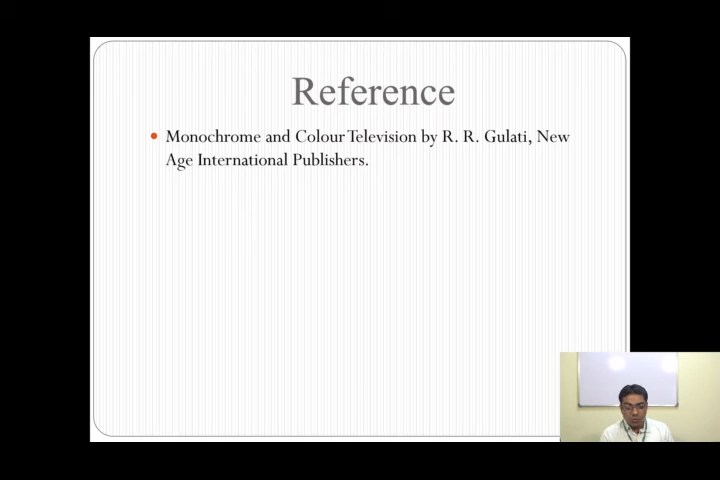 Reference
Monochrome and Colour Television by R. R. Gulati, New
Age International Publishers.